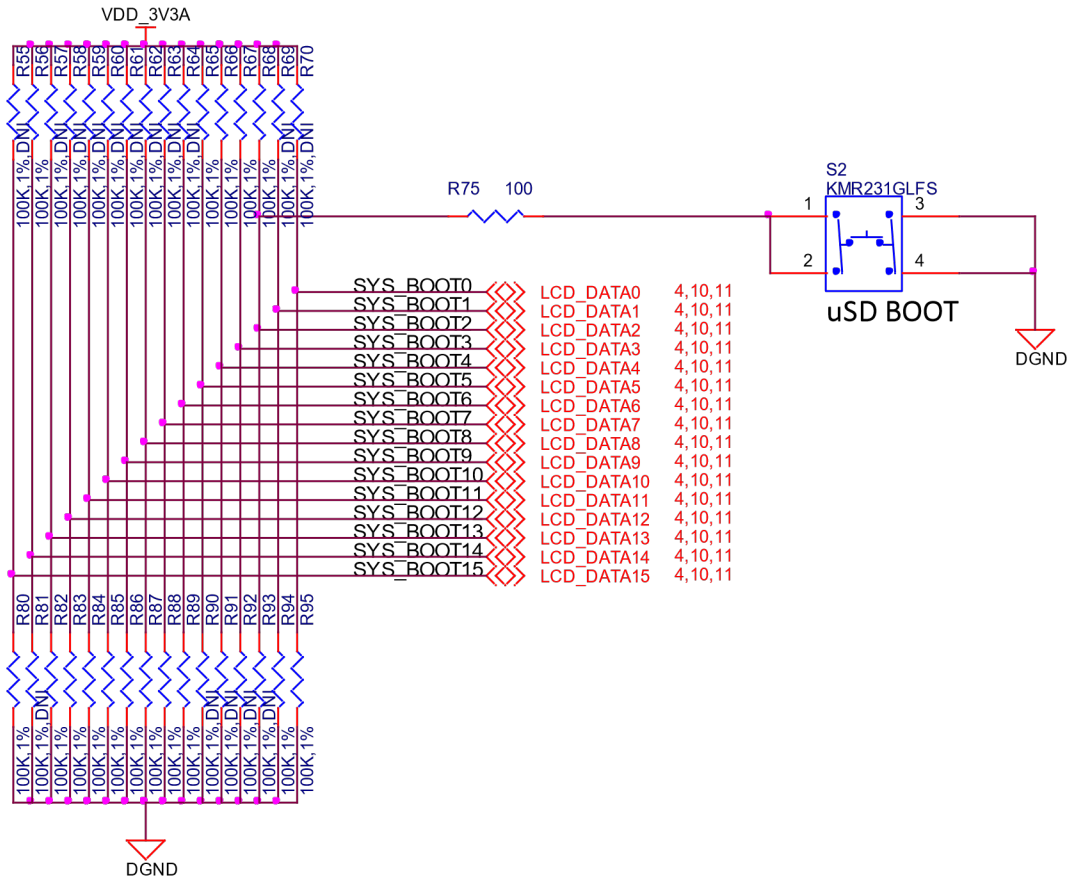 VDD_3V3A
R55
R56
R57
R58
R59
R60
R61
R62
R63
R64
R65
R66
R67
R68
R69
R70
100K,1%,DNI
100K,1%
100K,1%,DNI
100K,1%,DNI
100K,1%,DNI
100K,1%,DNI
100K,1%,DNI
100K,1%,DNI
100K,1%,DNI
100K,1%,DNI
100K,1%
100K,1%
100K,1%
100K,1%
100K,1%,DNI
100K,1%,DNI
R75 100
S2
KMR231GLFS
1 3
2 4
uSD BOOT
DGND
SYS_BOOT0 LCD_DATA0 4,10,11
SYS_BOOT1 LCD_DATA1 4,10,11
SYS_BOOT2 LCD_DATA2 4,10,11
SYS_BOOT3 LCD_DATA3 4,10,11
SYS_BOOT4 LCD_DATA4 4,10,11
SYS_BOOT5 LCD_DATA5 4,10,11
SYS_BOOT6 LCD_DATA6 4,10,11
SYS_BOOT7 LCD_DATA7 4,10,11
SYS_BOOT8 LCD_DATA8 4,10,11
SYS_BOOT9 LCD_DATA9 4,10,11
SYS_BOOT10 LCD_DATA10 4,10,11
SYS_BOOT11 LCD_DATA11 4,10,11
SYS_BOOT12 LCD_DATA12 4,10,11
SYS_BOOT13 LCD_DATA13 4,10,11
SYS_BOOT14 LCD_DATA14 4,10,11
SYS_BOOT15 LCD_DATA15 4,10,11
R80
R81
R82
R83
R84
R85
R86
R87
R88
R89
R90
R91
R92
R93
R94
R95
100K,1%
100K,1%,DNI
100K,1%
100K,1%
100K,1%
100K,1%
100K,1%
100K,1%
100K,1%
100K,1%
100K,1%,DNI
100K,1%,DNI
100K,1%,DNI
100K,1%,DNI
100K,1%
100K,1%
DGND